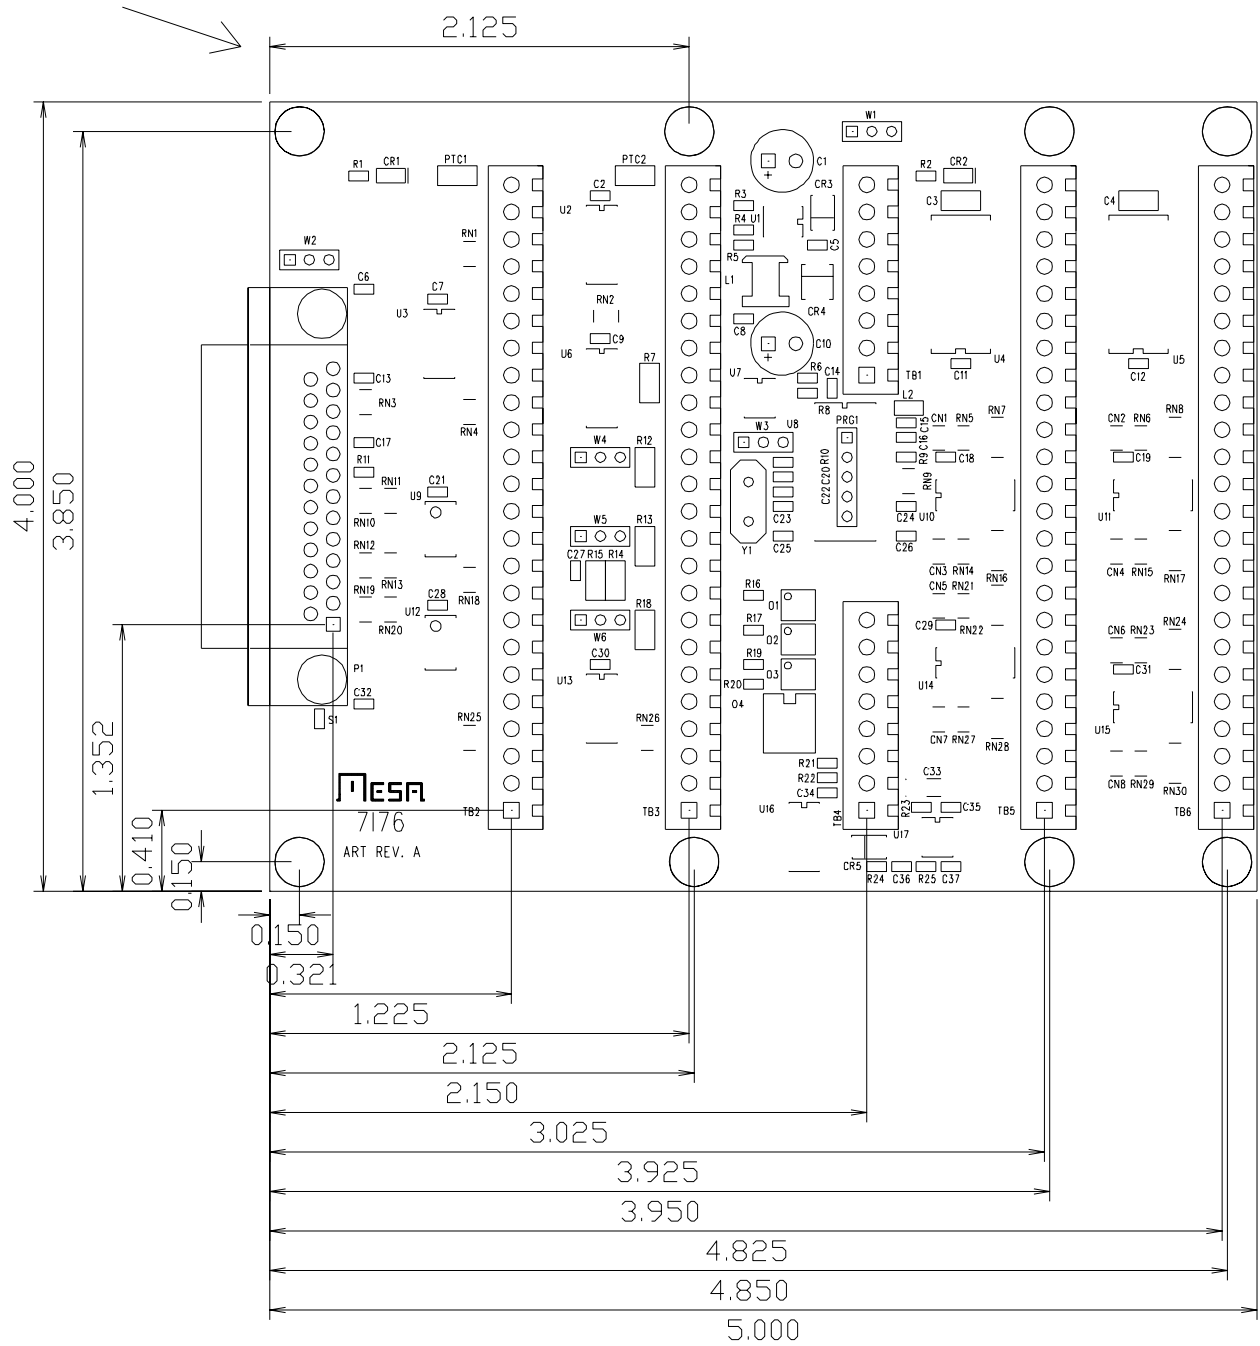 2.125
W1
R1
CR1
PTC1
PTC2
C1
R2
CR2
C2
R3
CR3
C3
C4
U2
R4
U1
RN1
W2
R5
C5
L1
C6
C7
RN2
U3
CR4
C8
C9
C10
U6
R7
U4
U5
U7
R6
C14
TB1
C11
C12
C13
RN3
L2
R8
RN4
PRG1
C15
CN1
RN5
RN7
CN2
RN6
RN8
C17
W3
U8
C16
W4
R12
R10
R9
C18
C19
R11
RN11
U9
C21
C20
C22
RN9
RN10
C23
C24
U10
U11
W5
R13
RN12
Y1
C25
C26
C27
R15
R14
CN3
RN14
RN16
CN4
RN15
RN17
RN19
RN13
RN18
R16
CN5
RN21
C28
O1
U12
R18
R17
C29
RN22
RN24
RN20
W6
O2
CN6
RN23
P1
C30
R19
O3
C31
U13
R20
U14
C32
O4
S1
RN25
RN26
CN7
RN27
RN28
U15
R21
R22
C33
CN8
RN29
RN30
C34
MESA
TB2
TB3
U16
TB4
R23
C35
TB5
TB6
7I76
U17
ART REV. A
CR5
R24
C36
R25
C37
4.000
3.850
1.352
0.410
0.150
0.150
0.321
1.225
2.125
2.150
3.025
3.925
3.950
4.825
4.850
5.000